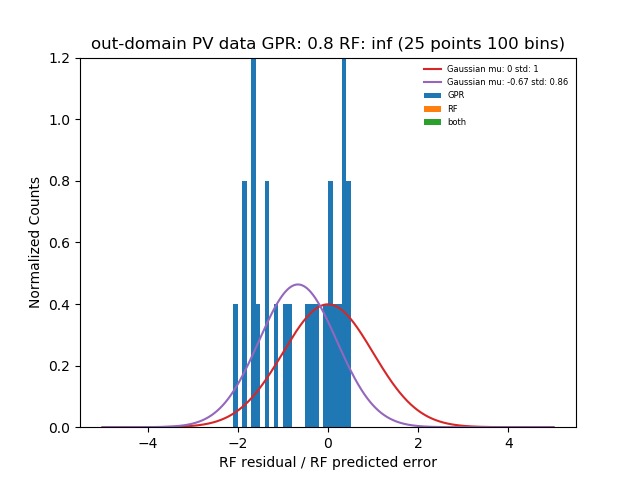 out-domain PV data GPR: 0.8 RF: inf (25 points 100 bins)
Gaussian mu: 0 std: 1
Gaussian mu: -0.67 std: 0.86
GPR
RF
both
Normalized Counts
1.2
1.0
0.8
0.6
0.4
0.2
0.0
−4
−2
0
2
4
RF residual / RF predicted error